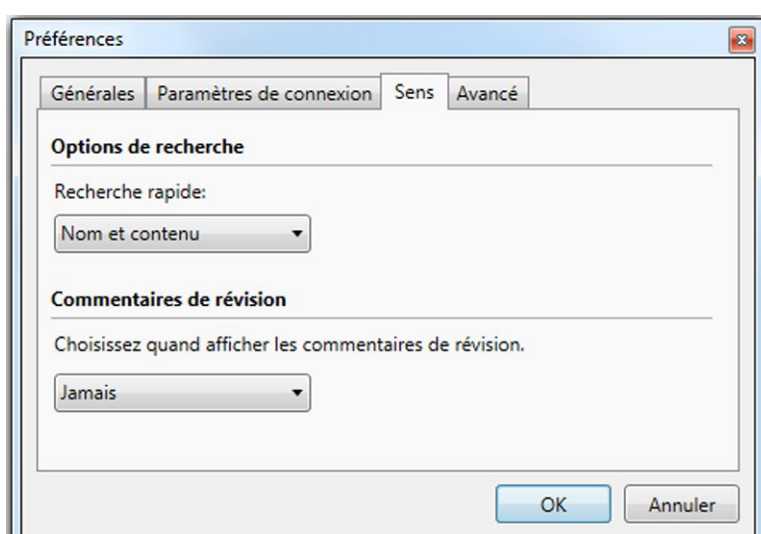 Préférences
Générales Paramètres de connexion Sens Avancé
Options de recherche
Recherche rapide:
Nom et contenu
Commentaires de révision
Choisissez quand afficher les commentaires de révision.
Jamais
OK Annuler